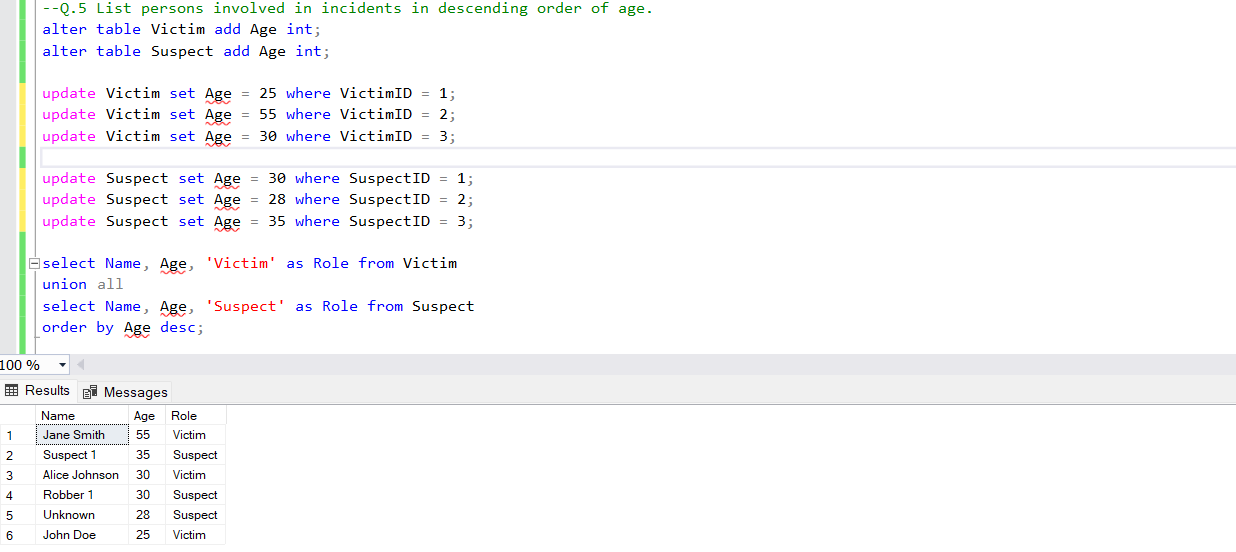 --Q.5 List persons involved in incidents in descending order of age.
alter table Victim add Age int;
alter table Suspect add Age int;
update Victim set Age = 25 where VictimID = 1;
update Victim set Age = 55 where VictimID = 2;
update Victim set Age = 30 where VictimID = 3;
update Suspect set Age = 30 where SuspectID = 1;
update Suspect set Age = 28 where SuspectID = 2;
update Suspect set Age = 35 where SuspectID = 3;
select Name, Age, 'Victim' as Role from Victim
union all
select Name, Age, 'Suspect' as Role from Suspect
order by Age desc;
100 %
Results Messages
Name Age Role
1 Jane Smith 55 Victim
2 Suspect 1 35 Suspect
3 Alice Johnson 30 Victim
4 Robber 1 30 Suspect
5 Unknown 28 Suspect
6 John Doe 25 Victim